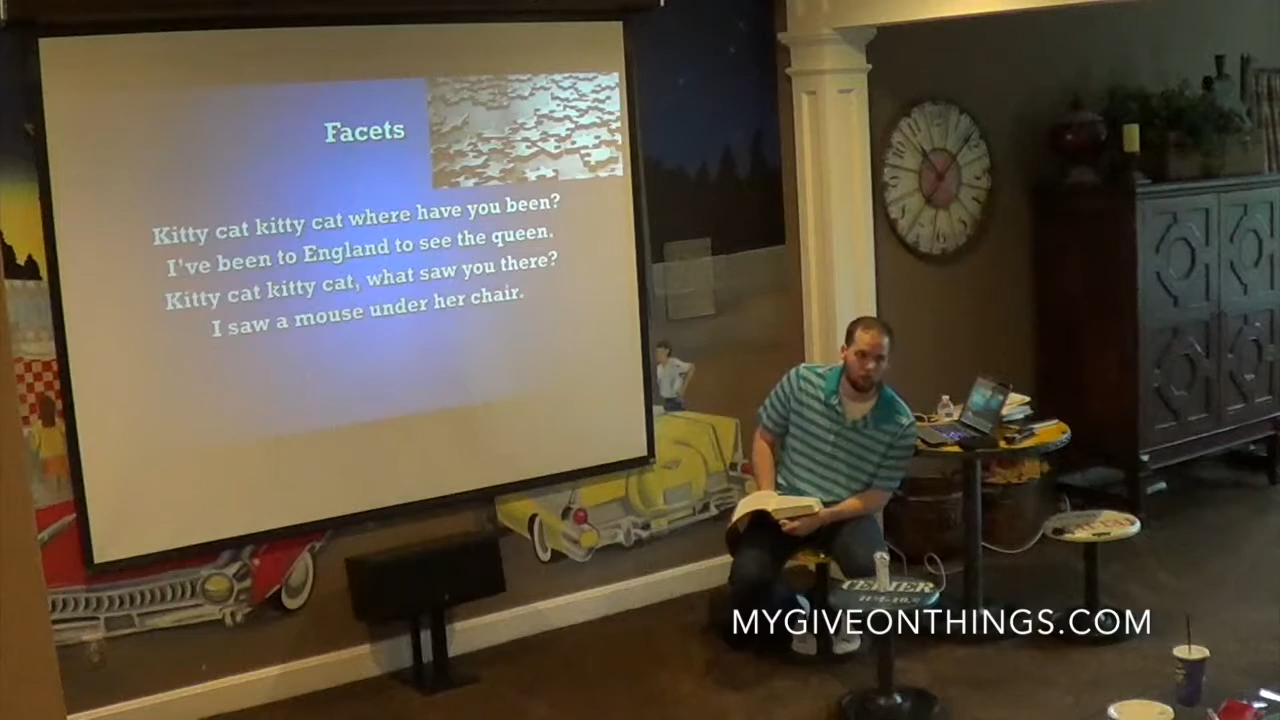 Facets
Kitty cat kitty cat where have you been?
I've been to England to see the queen.
Kitty cat kitty cat, what saw you there?
I saw a mouse under her chair.
MYGIVEONTHINGS.COM